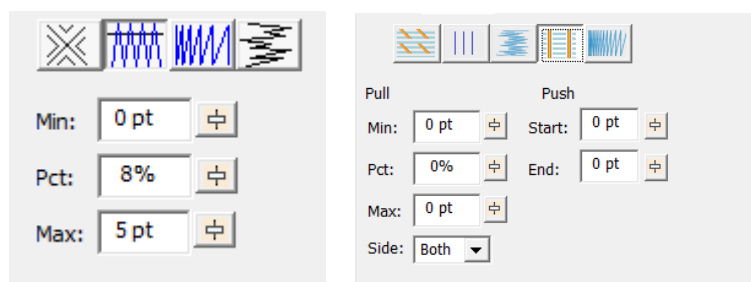 Min: 0 pt
Pct: 8%
Max: 5 pt
Pull Push
Min: 0 pt Start: 0 pt
Pct: 0% End: 0 pt
Max: 0 pt
Side: Both